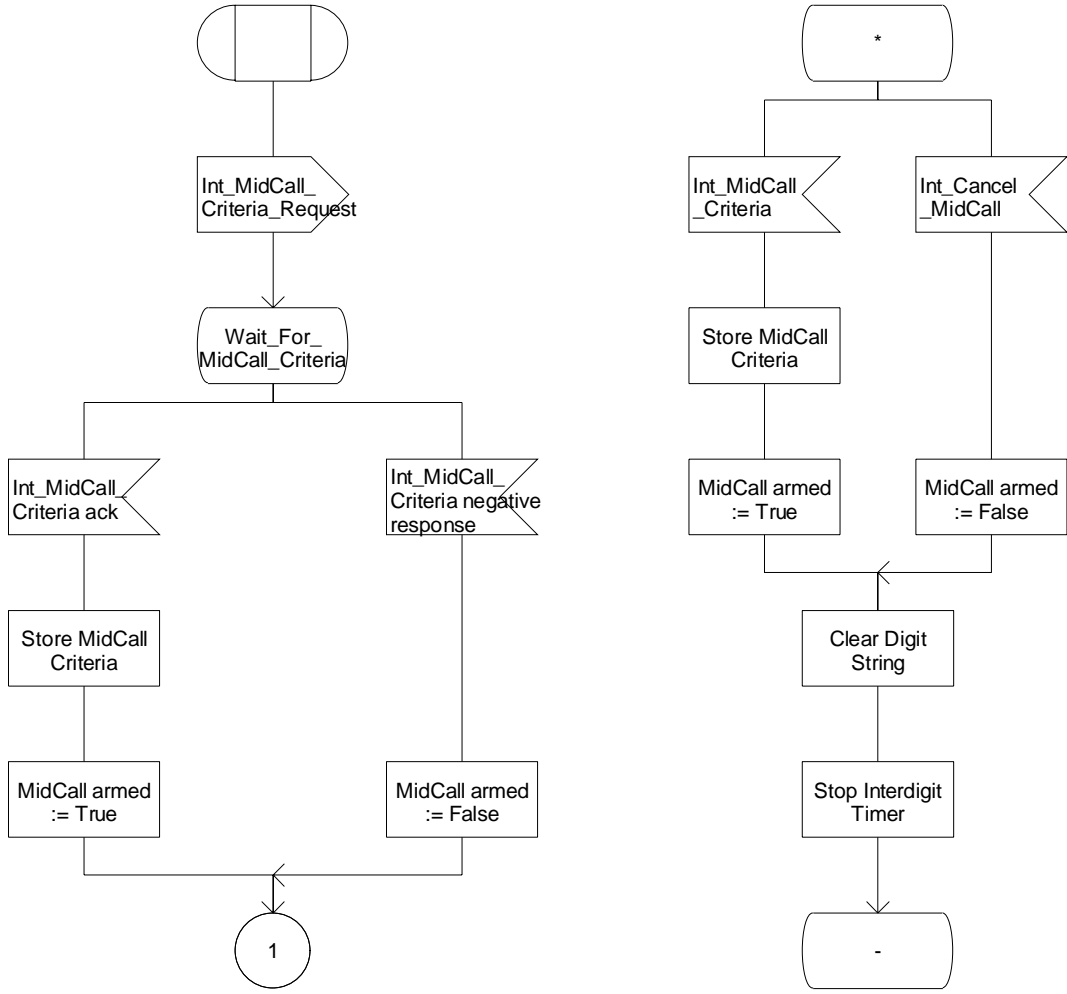 Int_MidCall_
Criteria_Request
Wait_For_
MidCall_Criteria
Int_MidCall_
Criteria ack
Int_MidCall_
Criteria negative
response
Store MidCall
Criteria
MidCall armed
:= True
MidCall armed
:= False
1
*
Int_MidCall
_Criteria
Int_Cancel
_MidCall
Store MidCall
Criteria
MidCall armed
:= True
MidCall armed
:= False
Clear Digit
String
Stop Interdigit
Timer
-